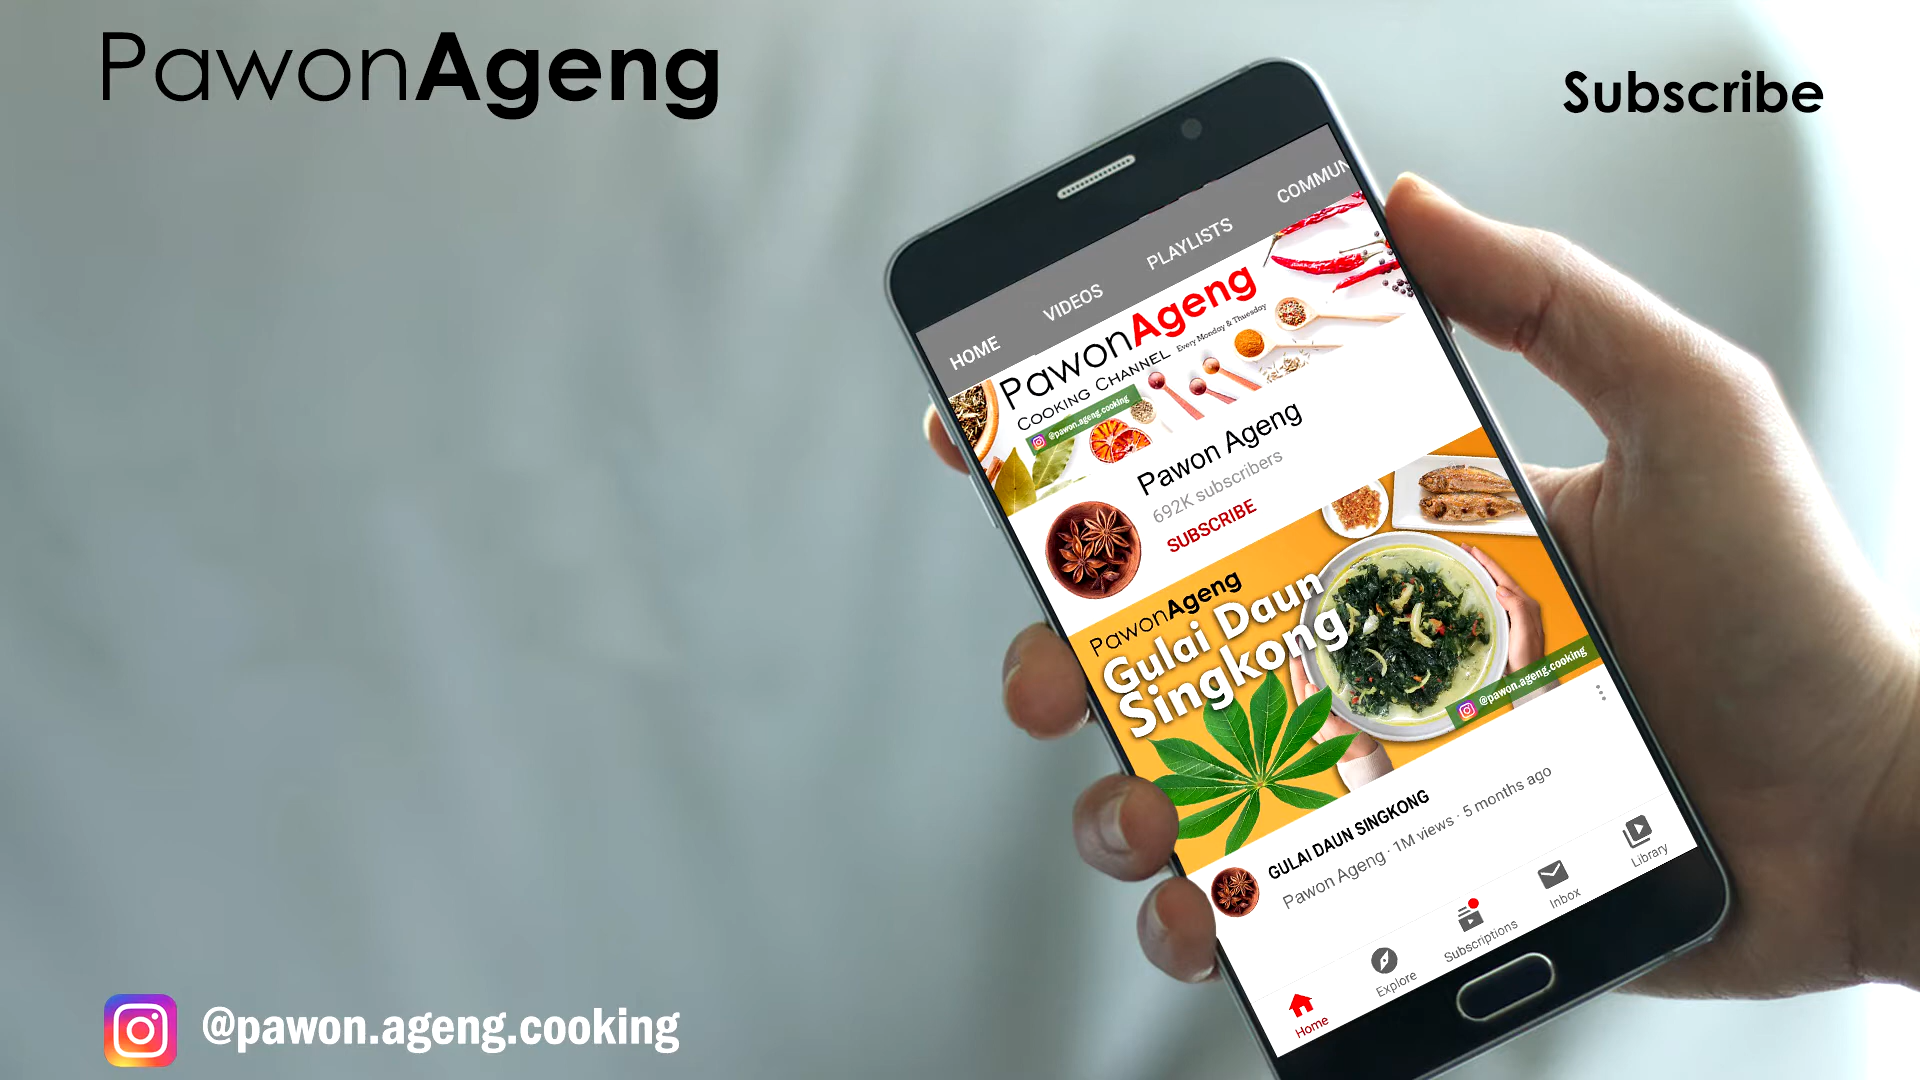 PawonAgeng
Subscribe
HOME
VIDEOS
PLAYLISTS
COMMUN
PawonAgeng
COOKING CHANNEL
Every Monday & Thuesday
@pawon.ageng.cooking
Pawon Ageng
692K subscribers
SUBSCRIBE
PawonAgeng
Gulai Daun
Singkong
@pawon.ageng.cooking
GULAI DAUN SINGKONG
Pawon Ageng · 1M views · 5 months ago
Home
Explore
Subscriptions
Inbox
Library
@pawon.ageng.cooking